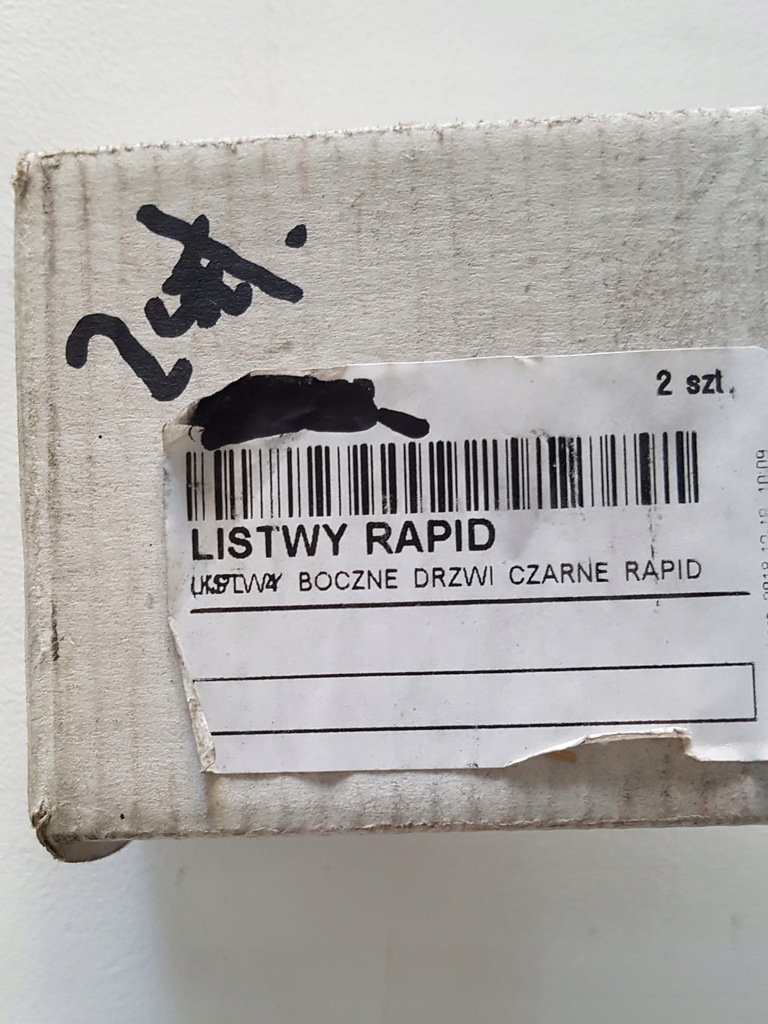 2 szt.
LISTWY RAPID
BOCZNE DRZWI CZARNE RAPID